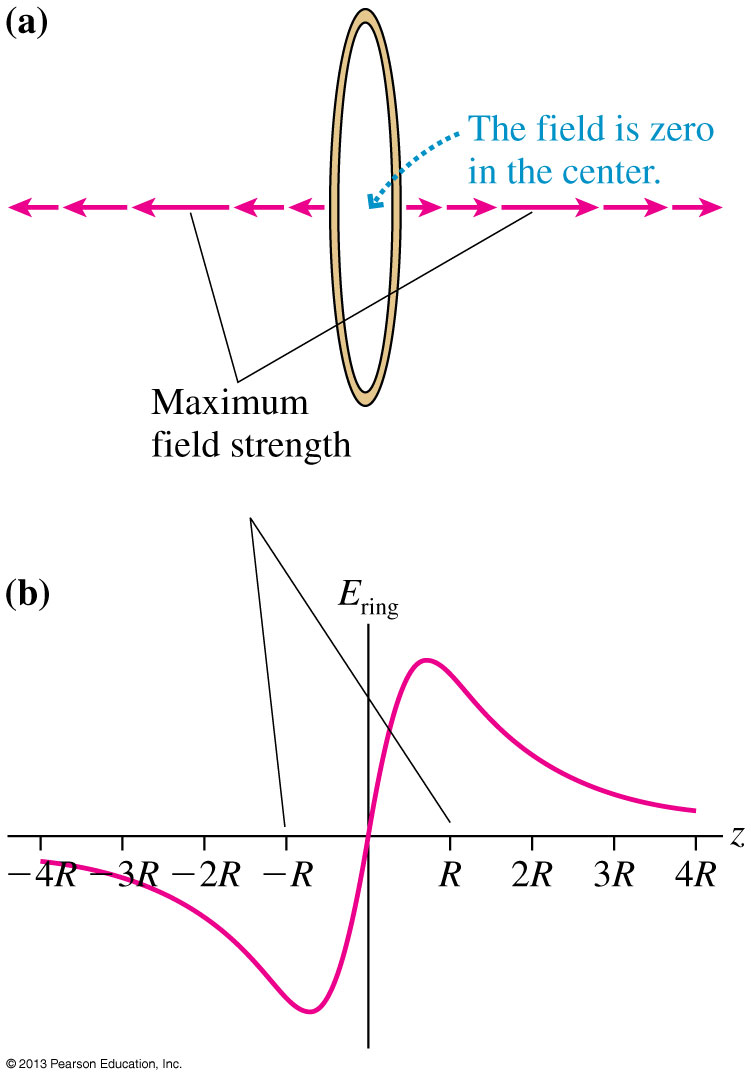 (a)
The field is zero
in the center.
Maximum
field strength
(b)
E_ring
z
−4R −3R −2R −R R 2R 3R 4R
© 2013 Pearson Education, Inc.